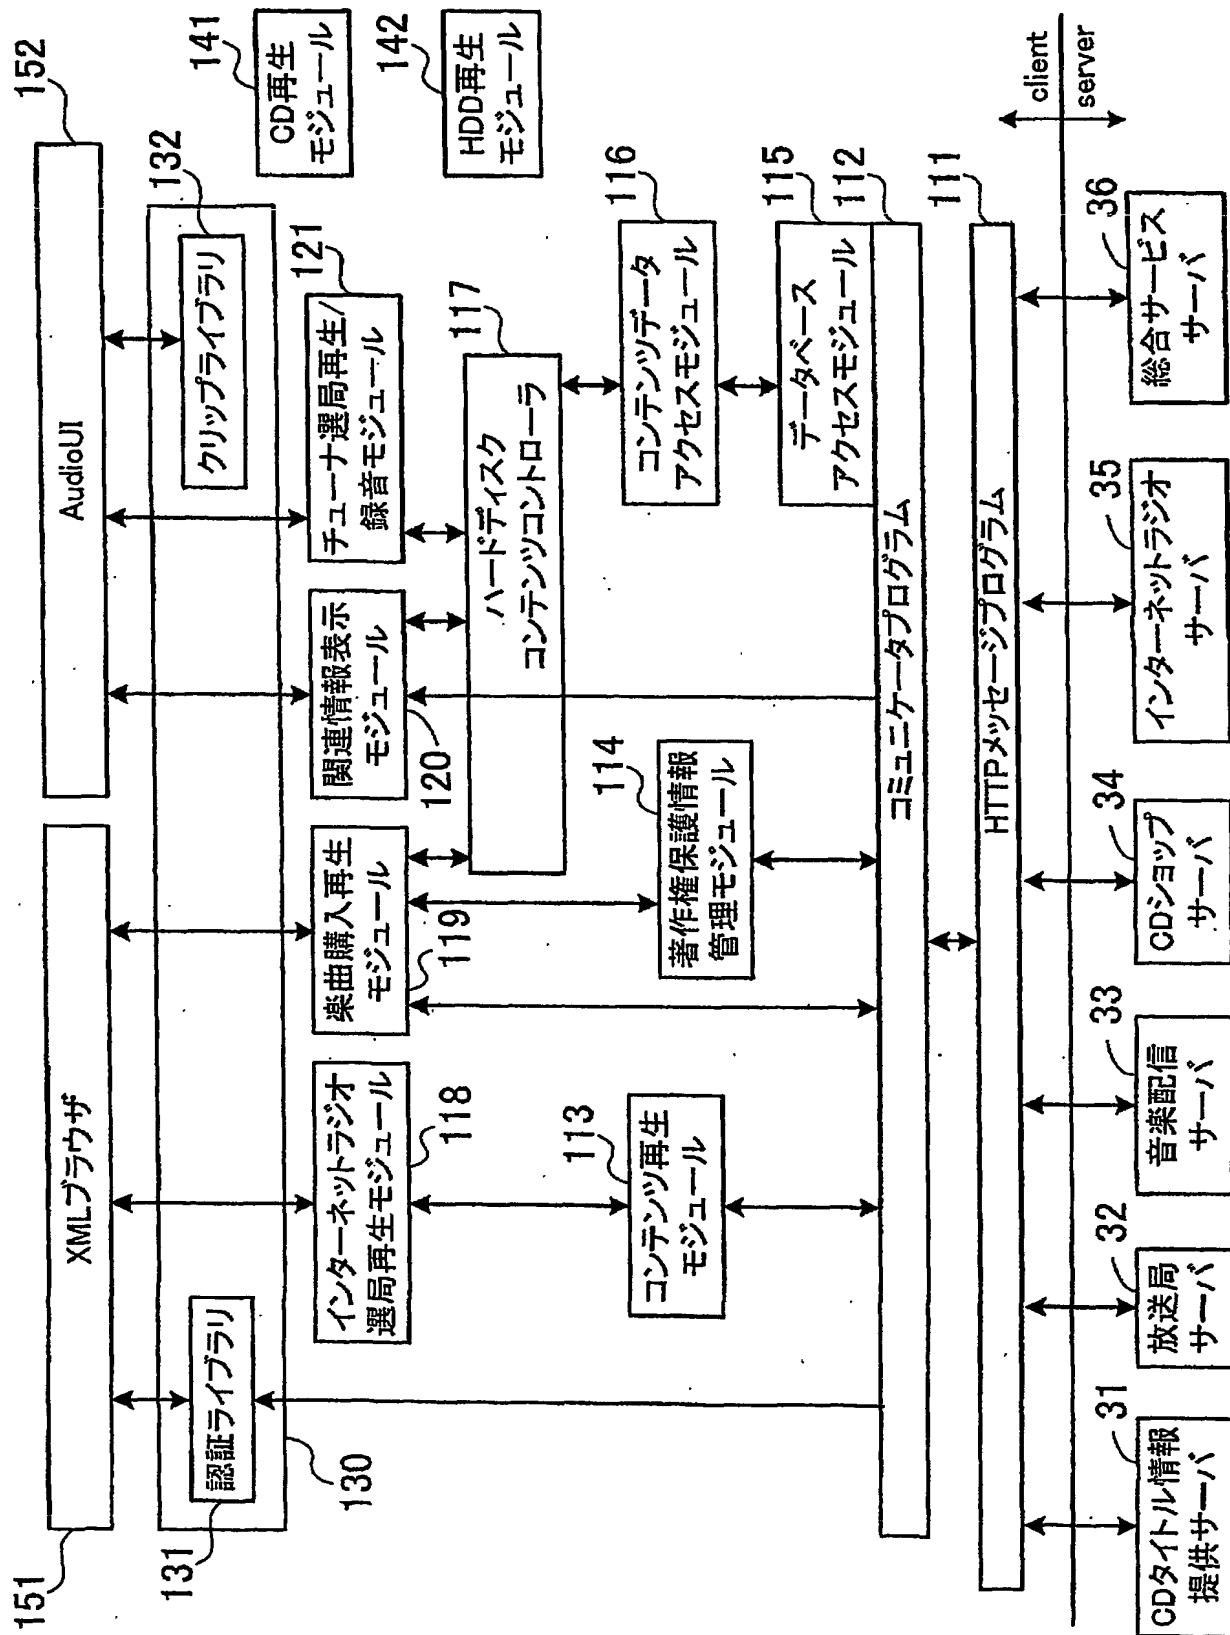 151
XMLブラウザ
AudioUI
152
131
認証ライブラリ
130
クリップライブラリ
132
CD再生
モジュール
141
HDD再生
モジュール
142
インターネットラジオ
選局再生モジュール
118
楽曲購入再生
モジュール
119
関連情報表示
モジュール
120
チューナ選局再生/
録音モジュール
121
ハードディスク
コンテンツコントローラ
117
コンテンツ再生
モジュール
113
著作権保護情報
管理モジュール
114
コンテンツデータ
アクセスモジュール
116
データベース
アクセスモジュール
115
コミュニケータプログラム
112
HTTPメッセージプログラム
111
client
server
CDタイトル情報
提供サーバ
31
放送局
サーバ
32
音楽配信
サーバ
33
CDショップ
サーバ
34
インターネットラジオ
サーバ
35
総合サービス
サーバ
36